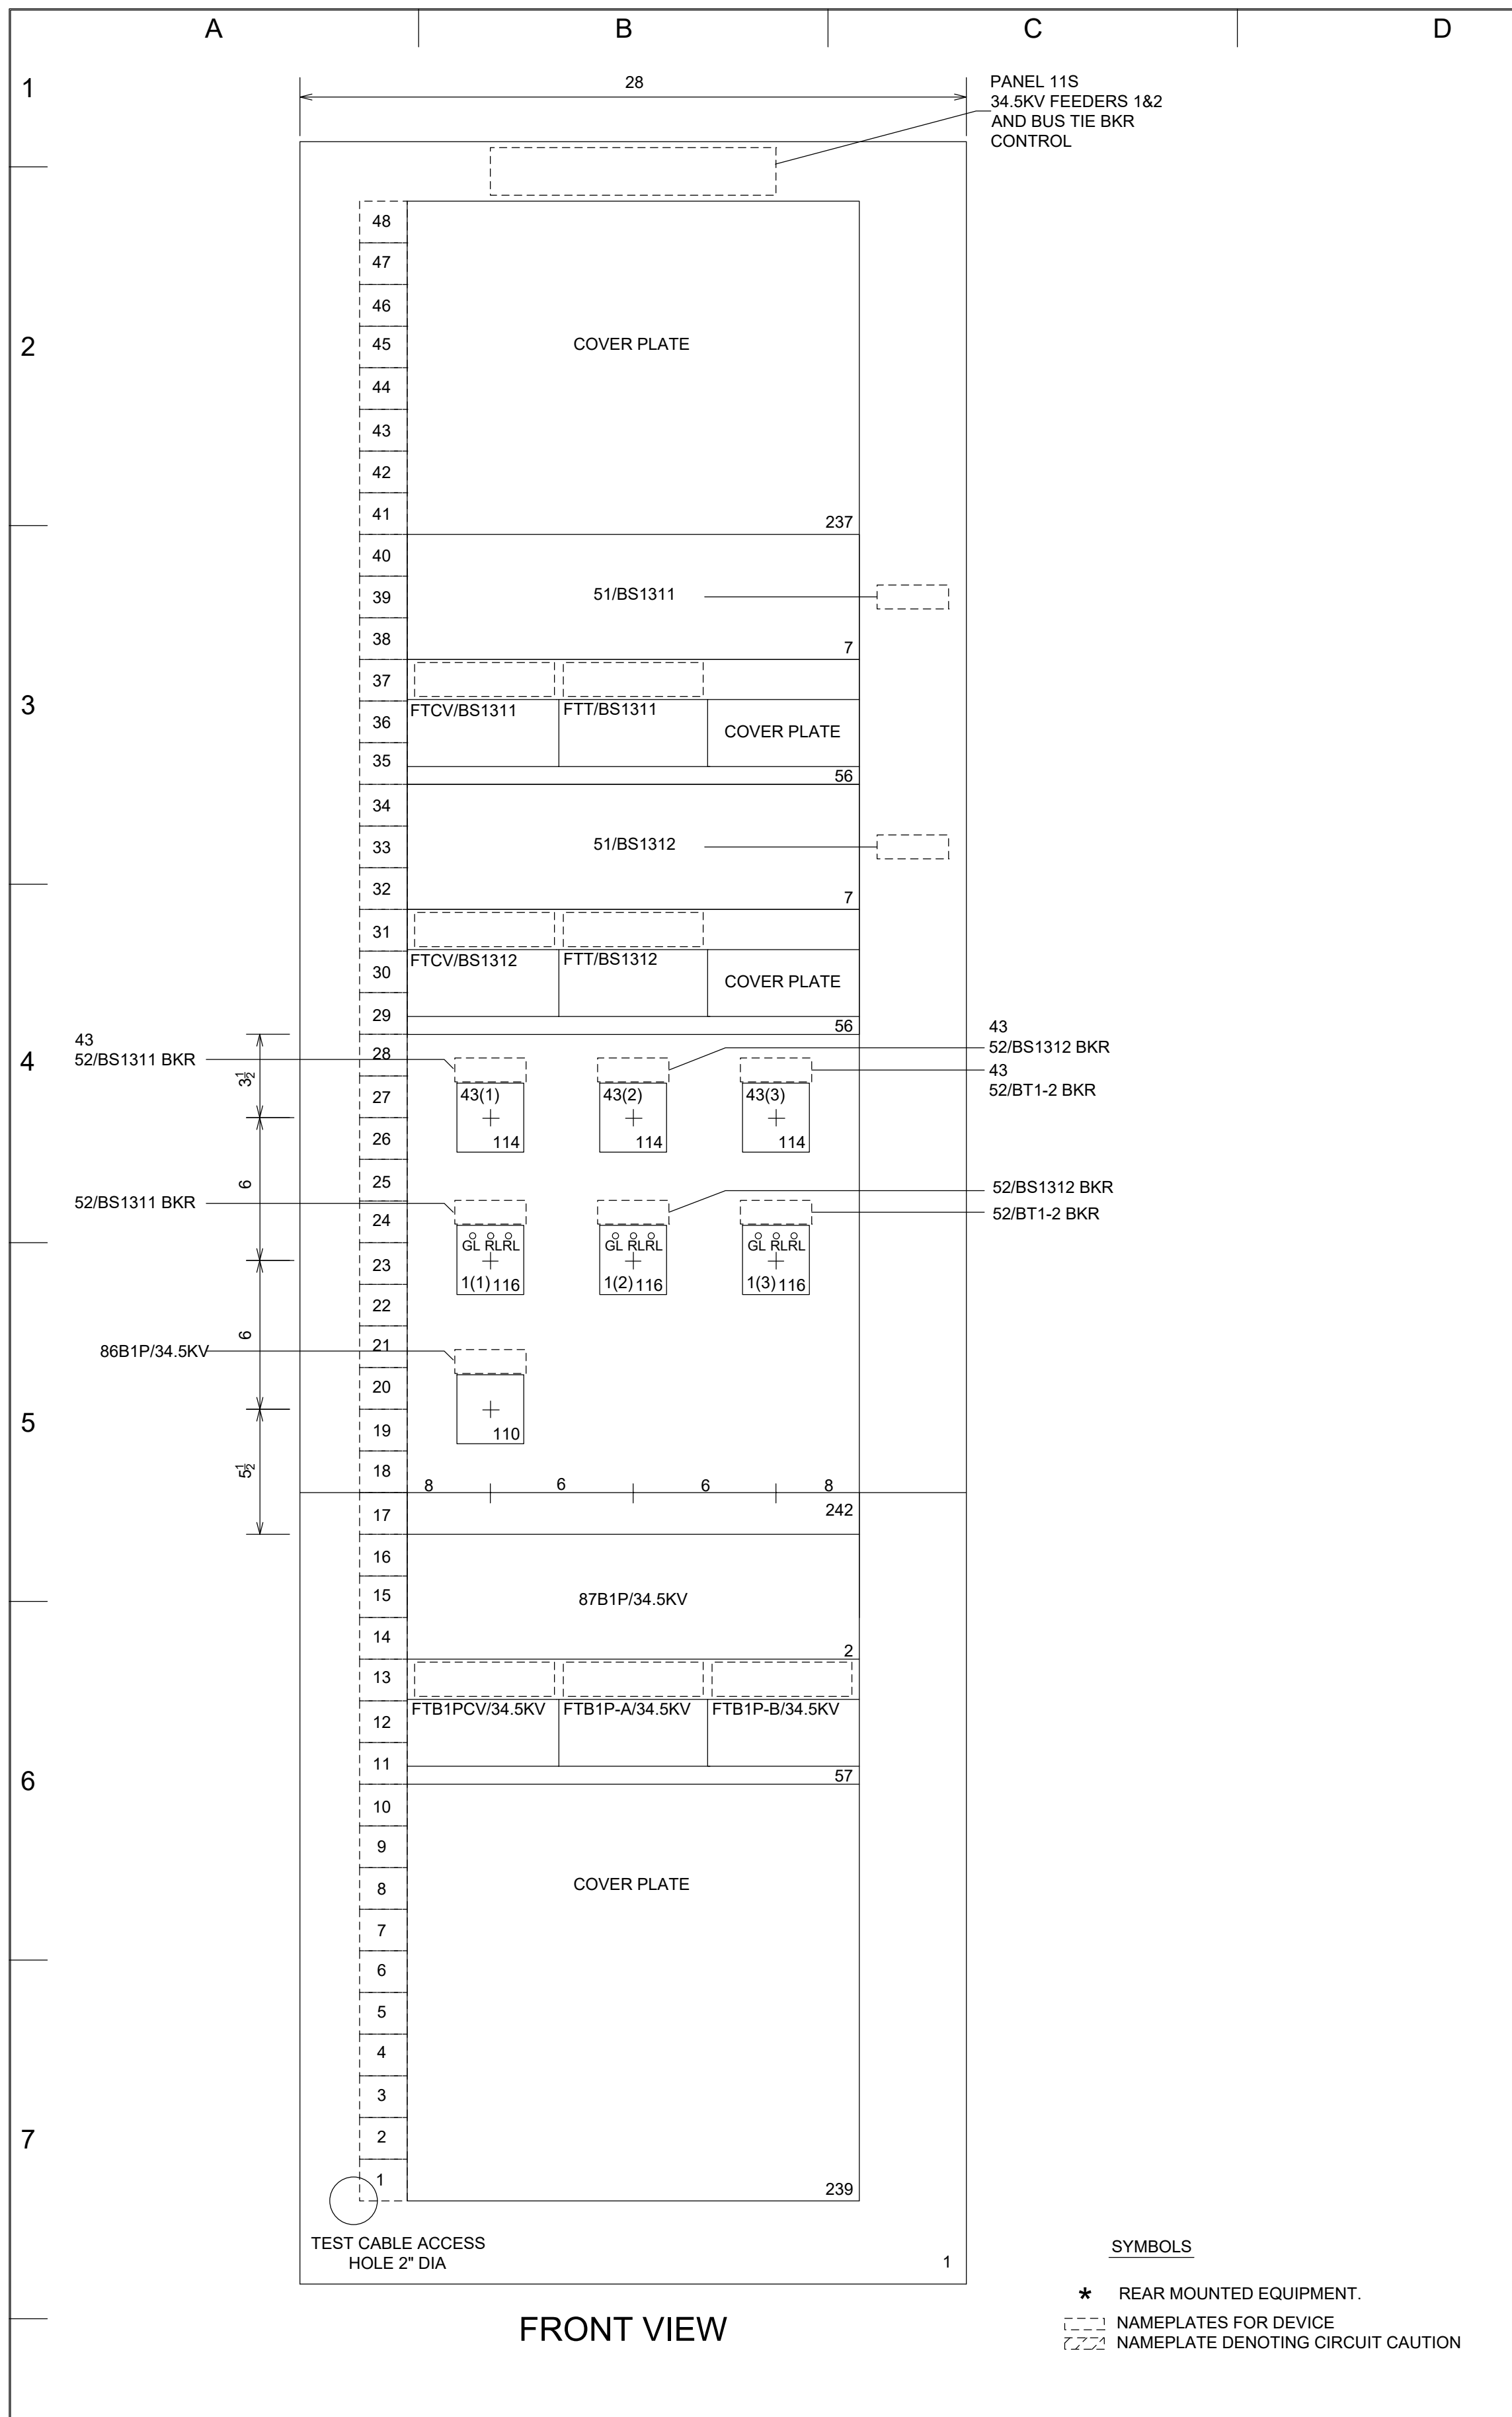 A
B
C
D
1
28
PANEL 11S
34.5KV FEEDERS 1&2
AND BUS TIE BKR
CONTROL
48
47
46
2
45
COVER PLATE
44
43
42
41
237
40
39
51/BS1311
38
7
37
3
36
FTCV/BS1311
FTT/BS1311
COVER PLATE
35
56
34
33
51/BS1312
32
7
31
30
FTCV/BS1312
FTT/BS1312
COVER PLATE
29
56
43
52/BS1311 BKR
43
52/BS1312 BKR
43
52/BT1-2 BKR
4
28
3½
27
43(1)
43(2)
43(3)
26
114
114
114
25
6
52/BS1311 BKR
24
52/BS1312 BKR
52/BT1-2 BKR
GL RLRL
GL RLRL
GL RLRL
23
1(1) 116
1(2) 116
1(3) 116
22
6
86B1P/34.5KV
21
20
5
19
110
5½
18
8
6
6
8
17
242
16
15
87B1P/34.5KV
14
2
13
12
FTB1PCV/34.5KV
FTB1P-A/34.5KV
FTB1P-B/34.5KV
11
6
57
10
9
8
COVER PLATE
7
6
5
4
3
7
2
1
239
TEST CABLE ACCESS
HOLE 2" DIA
1
FRONT VIEW
SYMBOLS
* REAR MOUNTED EQUIPMENT.
NAMEPLATES FOR DEVICE
NAMEPLATE DENOTING CIRCUIT CAUTION